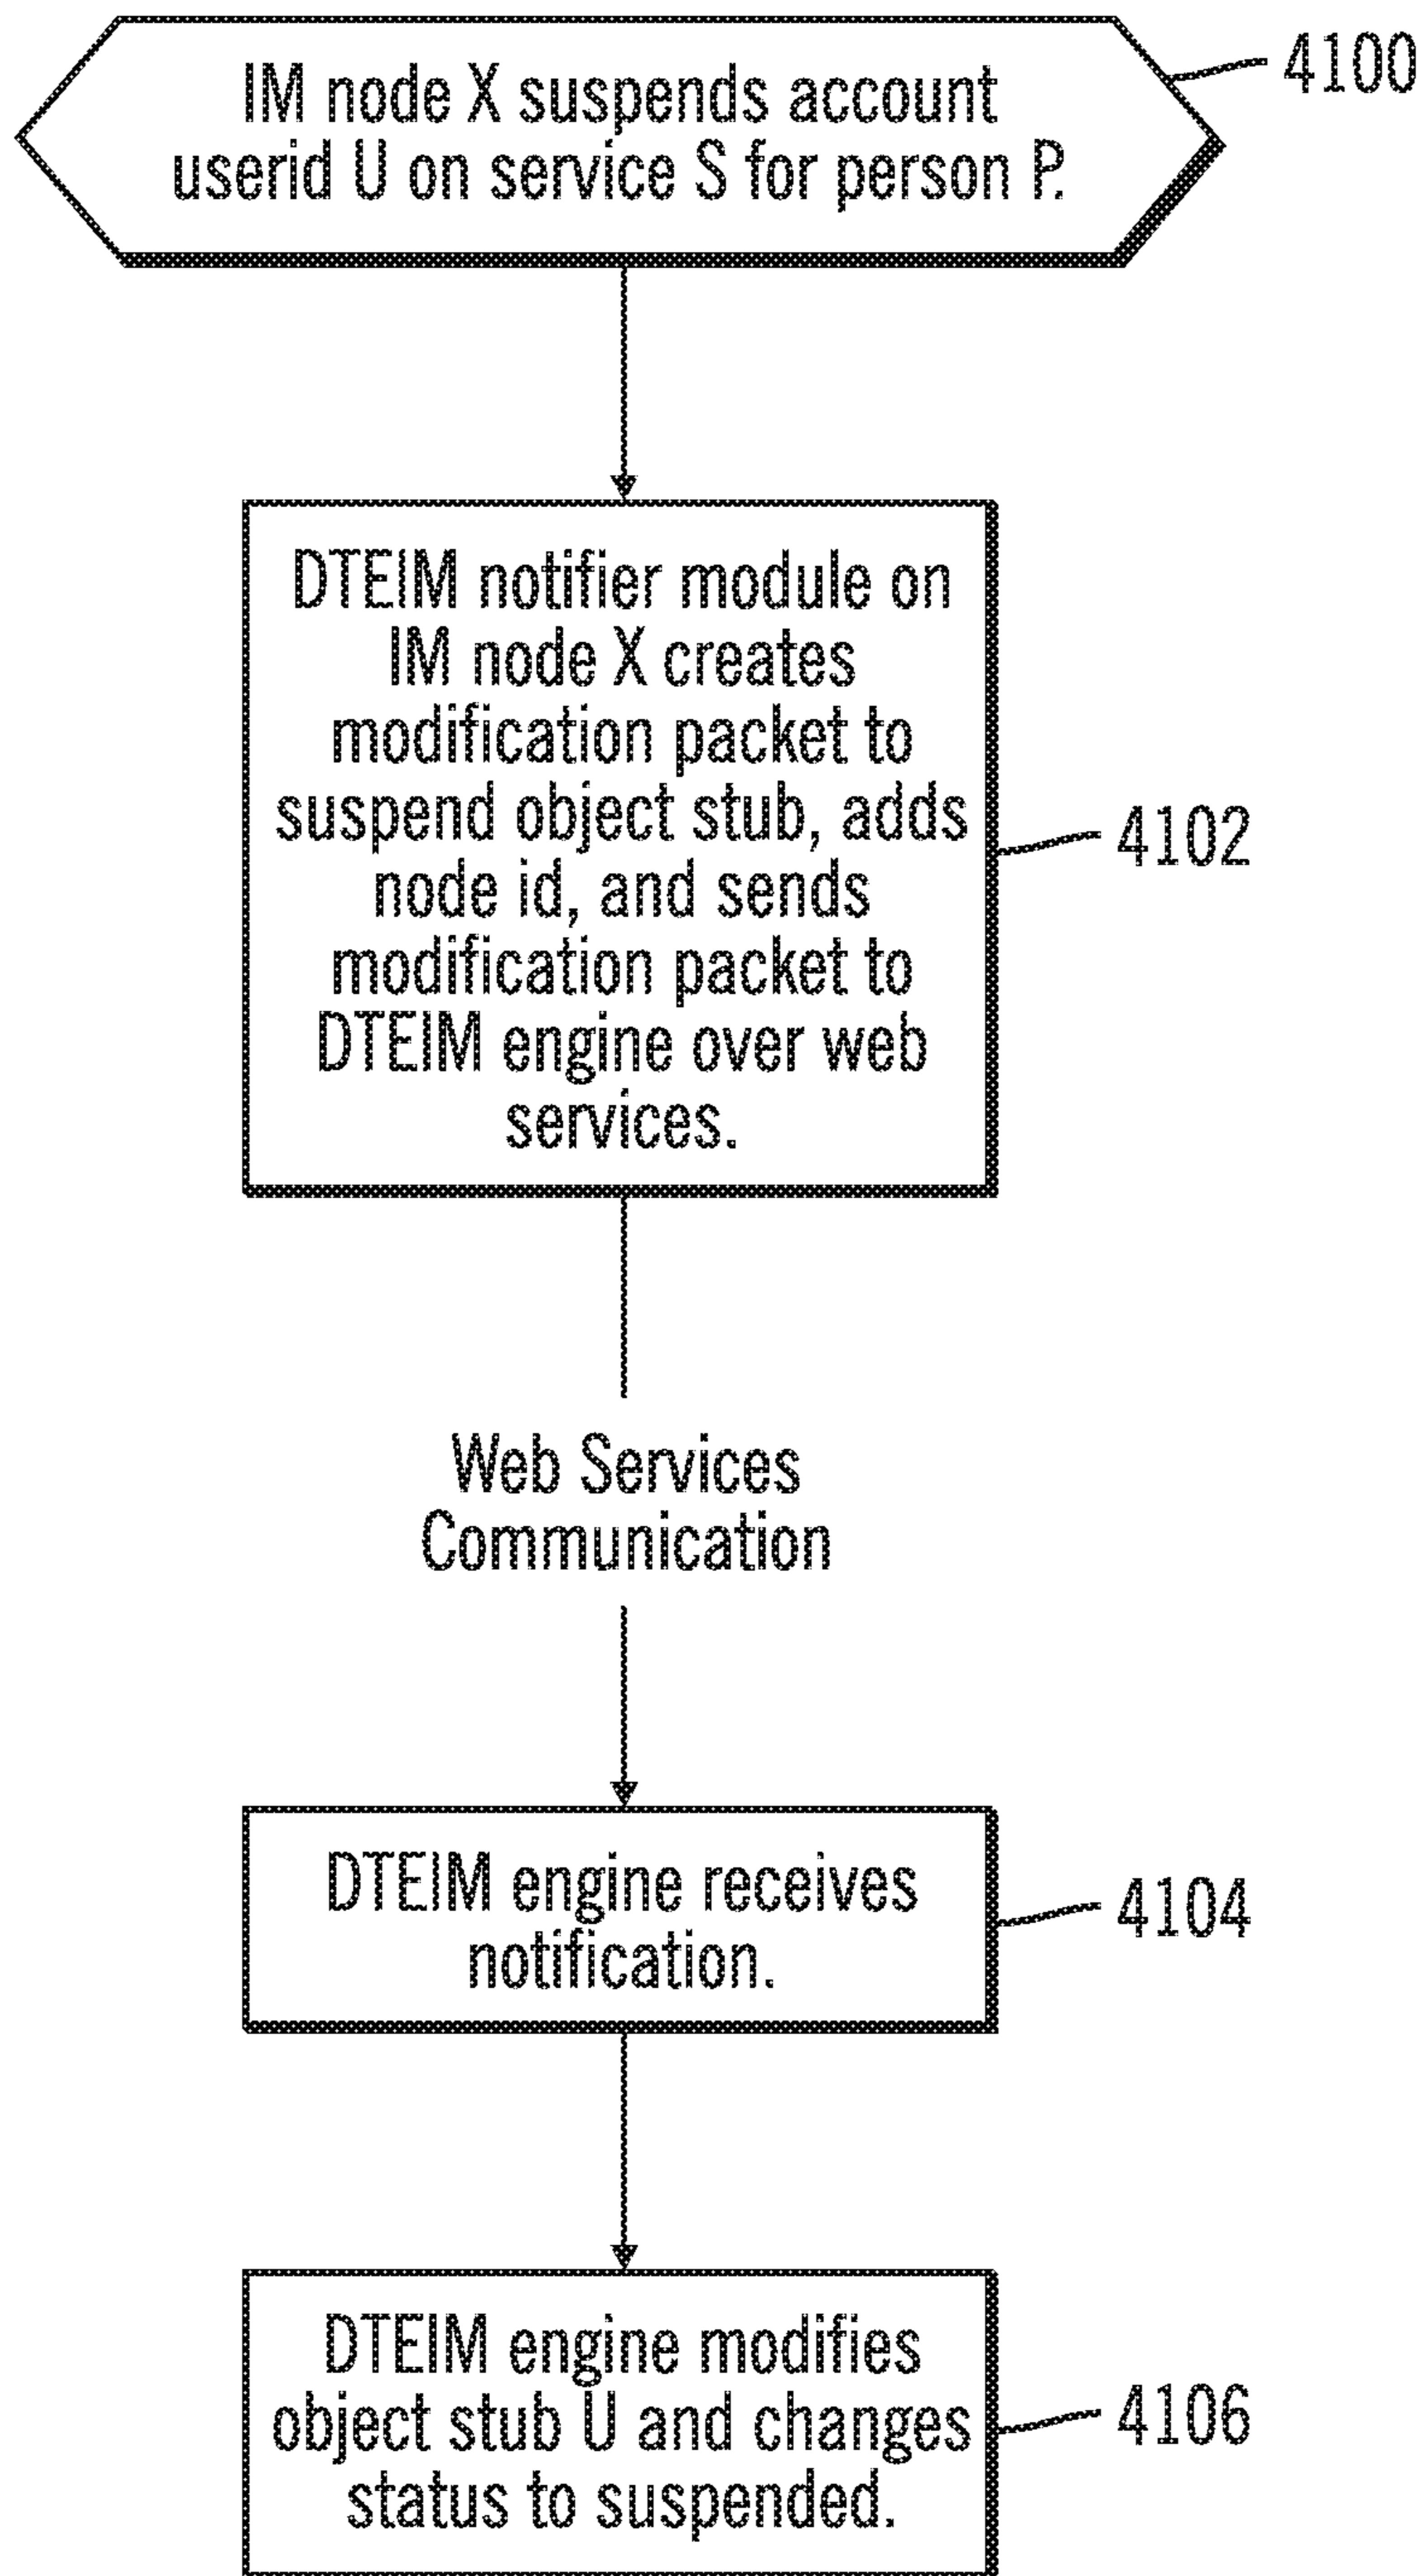 IM node X suspends account
userid U on service S for person P.
4100
DTEIM notifier module on
IM node X creates
modification packet to
suspend object stub, adds
node id, and sends
modification packet to
DTEIM engine over web
services.
4102
Web Services
Communication
DTEIM engine receives
notification.
4104
DTEIM engine modifies
object stub U and changes
status to suspended.
4106